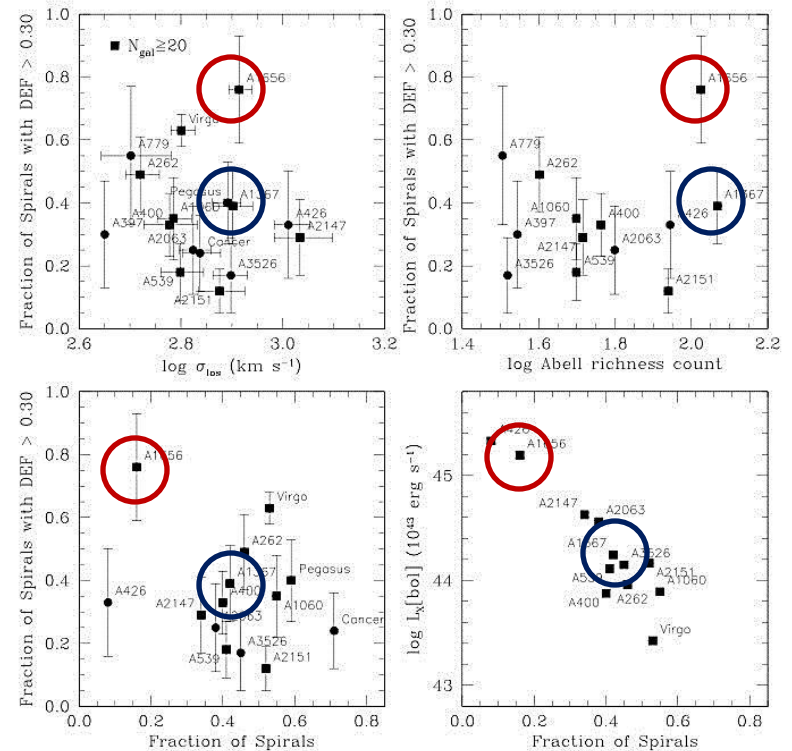 Fraction of Spirals with DEF > 0.30
1.0
0.8
0.6
0.4
0.2
0.0
N_gal≥20
A1656
Virgo
A779
A262
Pegasus
A1367
A400
A1060
A426
A397
A2147
A2063
Cancer
A3526
A539
A2151
2.6 2.8 3.0 3.2
log σ_los (km s⁻¹)
Fraction of Spirals with DEF > 0.30
1.0
0.8
0.6
0.4
0.2
0.0
A1656
A779
A262
A1367
A1060
A400
A426
A397
A2147
A2063
A3526
A539
A2151
1.4 1.6 1.8 2.0 2.2
log Abell richness count
Fraction of Spirals with DEF > 0.30
1.0
0.8
0.6
0.4
0.2
0.0
A1656
Virgo
A262
A1367
Pegasus
A426
A400
A2147
A1060
A2063
Cancer
A3526
A539
A2151
0.0 0.2 0.4 0.6 0.8
Fraction of Spirals
log L_X[bol] (10⁴³ erg s⁻¹)
45
44
43
A426
A1656
A2147
A2063
A1367
A3526
A539
A2151
A1060
A400
A262
Virgo
0.0 0.2 0.4 0.6 0.8
Fraction of Spirals